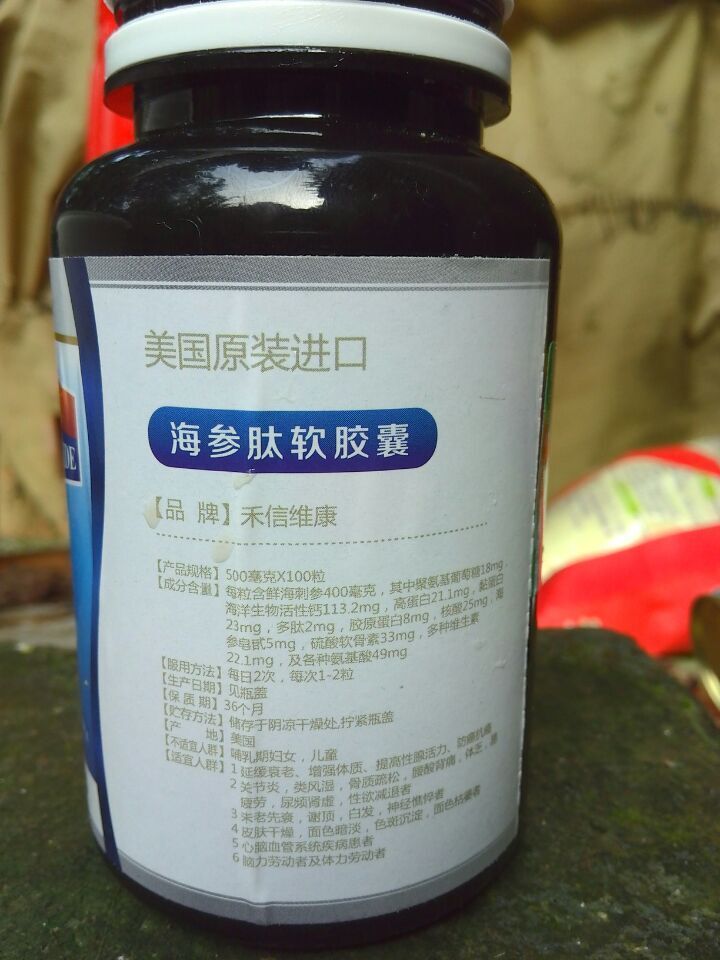 美国原装进口
海参肽软胶囊
DE
【品 牌】禾信维康
【产品规格】500毫克X100粒
【成分含量】每粒含鲜海刺参400毫克，其中聚氨基葡萄糖18mg，
海洋生物活性钙113.2mg，高蛋白21.1mg，黏蛋白
23mg，多肽2mg，胶原蛋白8mg，核酸25mg，海
参皂甙5mg，硫酸软骨素33mg，多种维生素
22.1mg，及各种氨基酸49mg
【服用方法】每日2次，每次1-2粒
【生产日期】见瓶盖
【保 质 期】36个月
【贮存方法】储存于阴凉干燥处,拧紧瓶盖
【产 地】美国
【不适宜人群】哺乳期妇女，儿童
【适宜人群】1 延缓衰老、增强体质、提高性腺活力、防癌抗癌
2 关节炎，类风湿，骨质疏松，腰酸背痛，体乏，易
疲劳，尿频肾虚，性欲减退者
3 未老先衰，谢顶，白发，神经憔悴者
4 皮肤干燥，面色暗淡，色斑沉淀，面色枯萎者
5 心脑血管系统疾病患者
6 脑力劳动者及体力劳动者